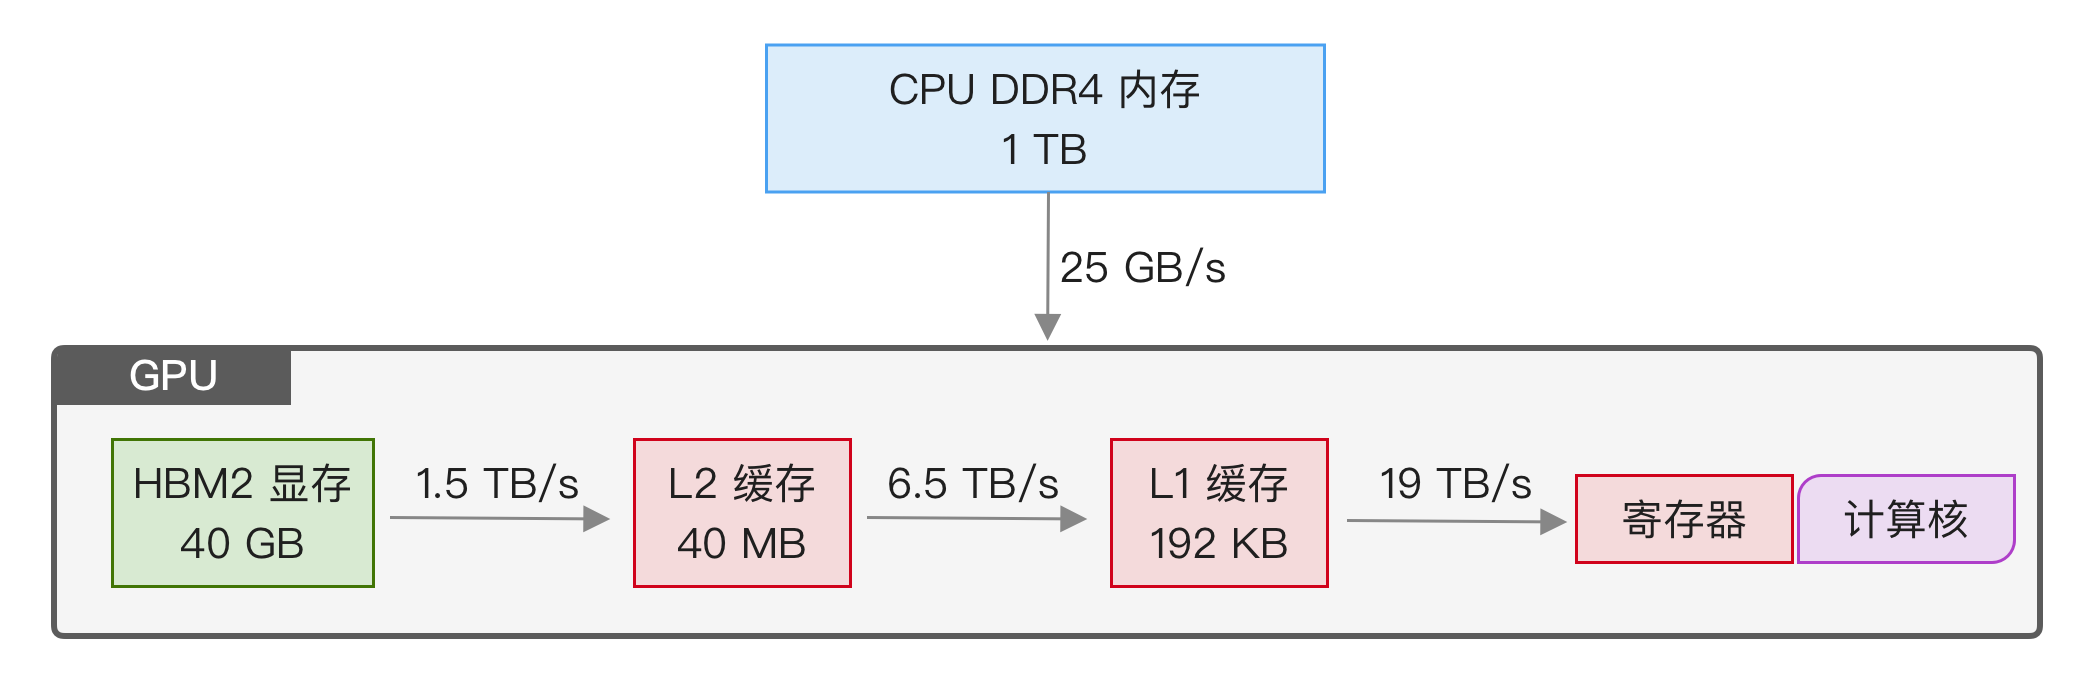 CPU DDR4 内存
1 TB
25 GB/s
GPU
HBM2 显存
40 GB
1.5 TB/s
L2 缓存
40 MB
6.5 TB/s
L1 缓存
192 KB
19 TB/s
寄存器
计算核